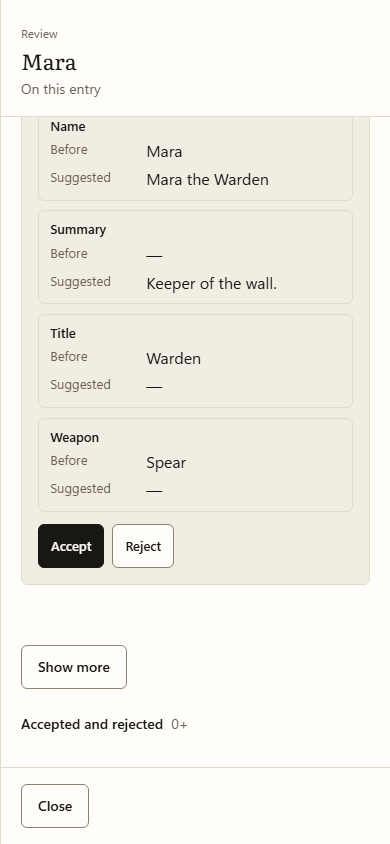 Review
Mara
On this entry
Name
Before Mara
Suggested Mara the Warden
Summary
Before —
Suggested Keeper of the wall.
Title
Before Warden
Suggested —
Weapon
Before Spear
Suggested —
Accept Reject
Show more
Accepted and rejected 0+
Close